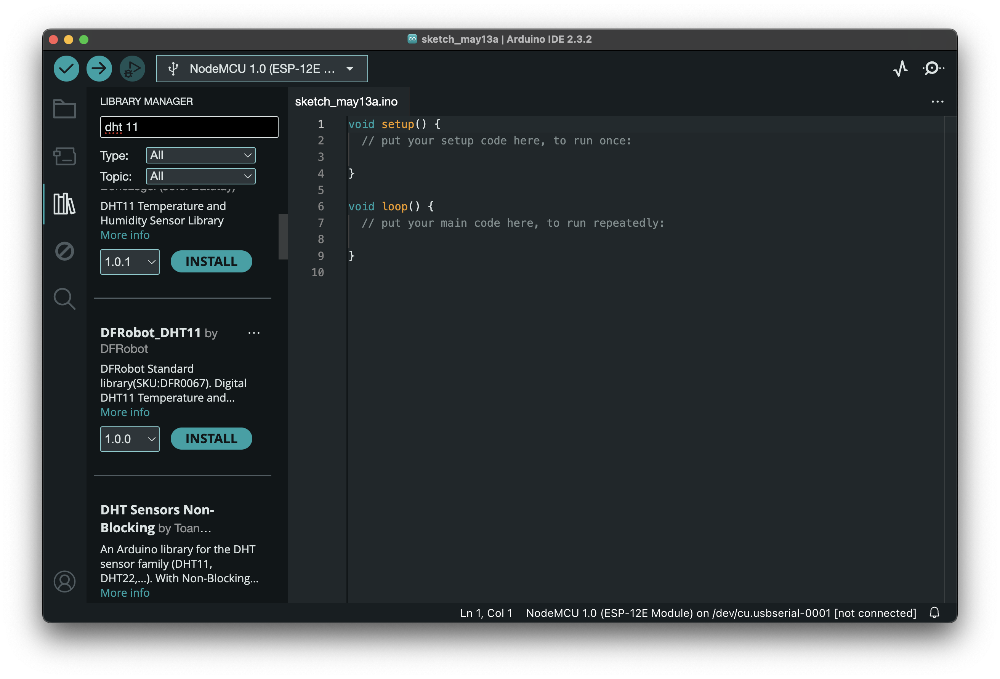 sketch_may13a | Arduino IDE 2.3.2
NodeMCU 1.0 (ESP-12E ...
LIBRARY MANAGER
dht 11
Type: All
Topic: All
DHT11 Temperature and
Humidity Sensor Library
More info
1.0.1 INSTALL
DFRobot_DHT11 by
DFRobot
DFRobot Standard
library(SKU:DFR0067). Digital
DHT11 Temperature and...
More info
1.0.0 INSTALL
DHT Sensors Non-
Blocking by Toan...
An Arduino library for the DHT
sensor family (DHT11,
DHT22,...). With Non-Blocking...
More info
sketch_may13a.ino
1 void setup() {
2 // put your setup code here, to run once:
3
4 }
5
6 void loop() {
7 // put your main code here, to run repeatedly:
8
9 }
10
Ln 1, Col 1 NodeMCU 1.0 (ESP-12E Module) on /dev/cu.usbserial-0001 [not connected]